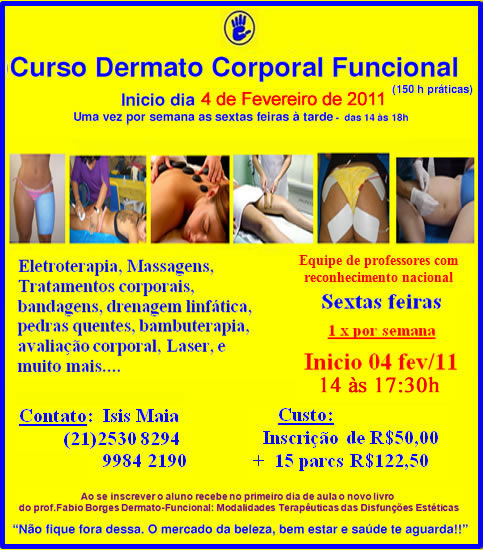 Curso Dermato Corporal Funcional
(150 h práticas)
Inicio dia 4 de Fevereiro de 2011
Uma vez por semana as sextas feiras à tarde - das 14 às 18h
Eletroterapia, Massagens,
Tratamentos corporais,
bandagens, drenagem linfática,
pedras quentes, bambuterapia,
avaliação corporal, Laser, e
muito mais....
Equipe de professores com
reconhecimento nacional
Sextas feiras
1 x por semana
Inicio 04 fev/11
14 às 17:30h
Contato: Isis Maia
(21)2530 8294
9984 2190
Custo:
Inscrição de R$50,00
+ 15 parcs R$122,50
Ao se inscrever o aluno recebe no primeiro dia de aula o novo livro
do prof.Fabio Borges Dermato-Funcional: Modalidades Terapêuticas das Disfunções Estéticas
“Não fique fora dessa. O mercado da beleza, bem estar e saúde te aguarda!!”